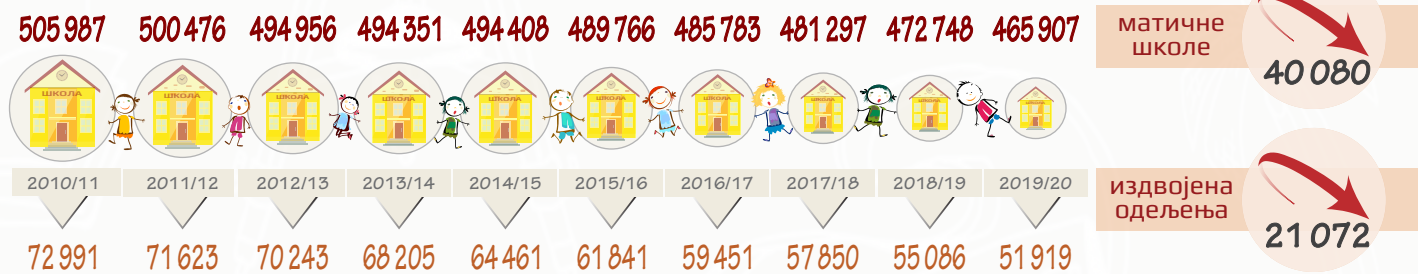 505 987 500 476 494 956 494 351 494 408 489 766 485 783 481 297 472 748 465 907
матичне
школе
40 080
ШКОЛА ШКОЛА ШКОЛА ШКОЛА ШКОЛА ШКОЛА ШКОЛА ШКОЛА ШКОЛА ШКОЛА
2010/11 2011/12 2012/13 2013/14 2014/15 2015/16 2016/17 2017/18 2018/19 2019/20
издвојена
одељења
21 072
72 991 71 623 70 243 68 205 64 461 61 841 59 451 57 850 55 086 51 919